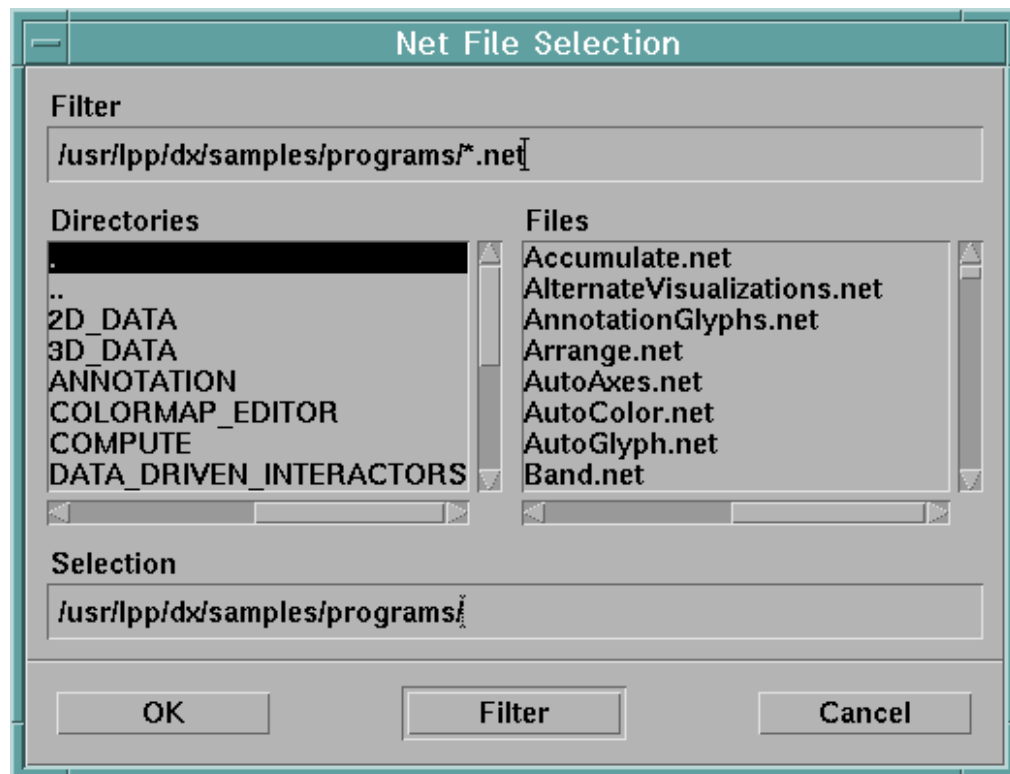 Net File Selection
Filter
/usr/lpp/dx/samples/programs/*.net
Directories
.
..
2D_DATA
3D_DATA
ANNOTATION
COLORMAP_EDITOR
COMPUTE
DATA_DRIVEN_INTERACTORS
Files
Accumulate.net
AlternateVisualizations.net
AnnotationGlyphs.net
Arrange.net
AutoAxes.net
AutoColor.net
AutoGlyph.net
Band.net
Selection
/usr/lpp/dx/samples/programs/
OK
Filter
Cancel